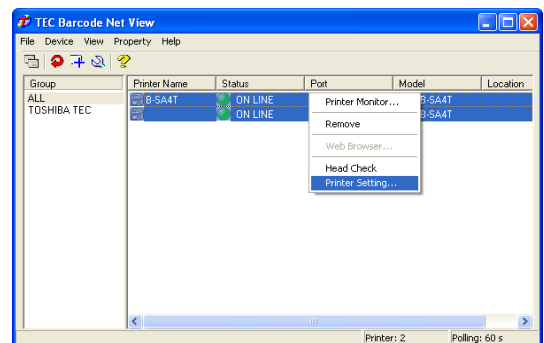 TEC Barcode Net View
File Device View Property Help
Group Printer Name Status Port Model Location
ALL B-SA4T ON LINE Printer Monitor... B-SA4T
TOSHIBA TEC ON LINE B-SA4T
Remove
Web Browser...
Head Check
Printer Setting...
Printer: 2 Polling: 60 s